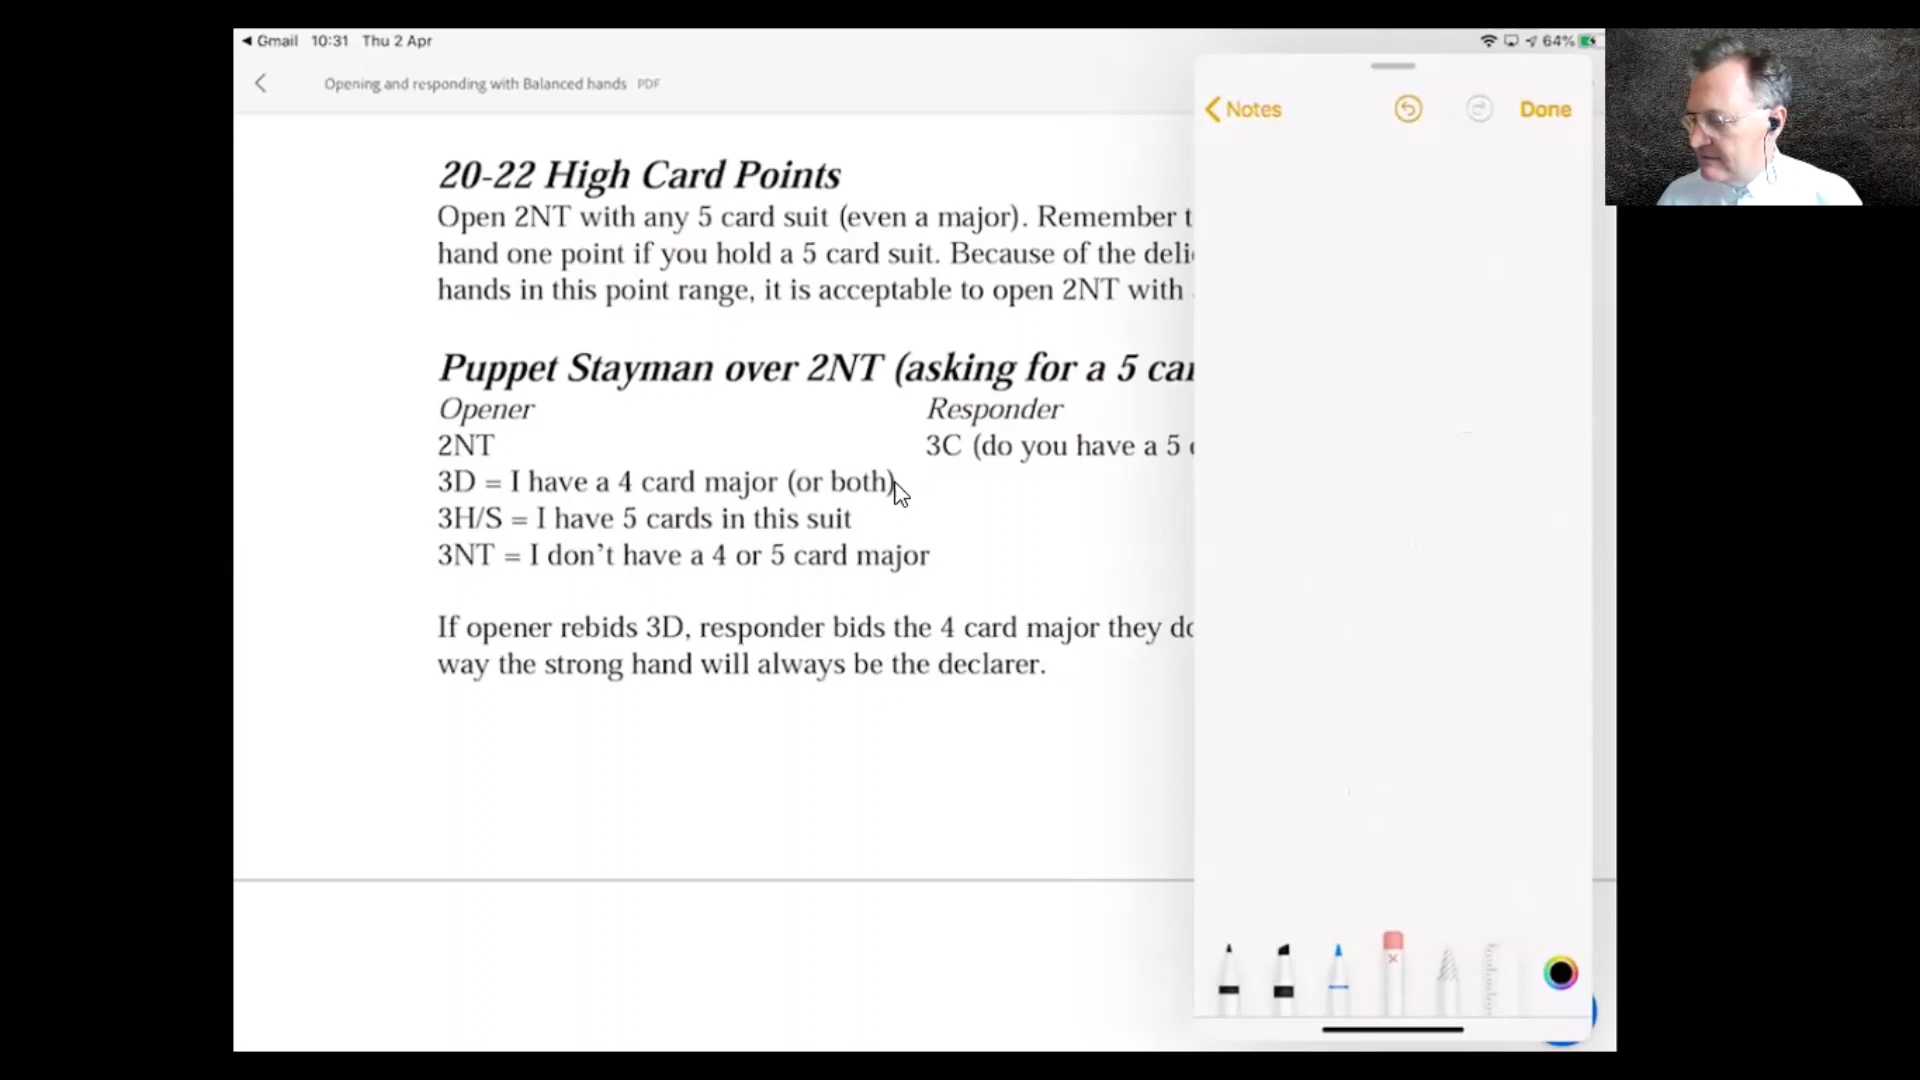 Gmail 10:31 Thu 2 Apr
64%
Opening and responding with Balanced hands PDF
Notes
Done
20-22 High Card Points
Open 2NT with any 5 card suit (even a major). Remember t
hand one point if you hold a 5 card suit. Because of the deli
hands in this point range, it is acceptable to open 2NT with
Puppet Stayman over 2NT (asking for a 5 car
Opener
Responder
2NT
3C (do you have a 5
3D = I have a 4 card major (or both)
3H/S = I have 5 cards in this suit
3NT = I don't have a 4 or 5 card major
If opener rebids 3D, responder bids the 4 card major they do
way the strong hand will always be the declarer.